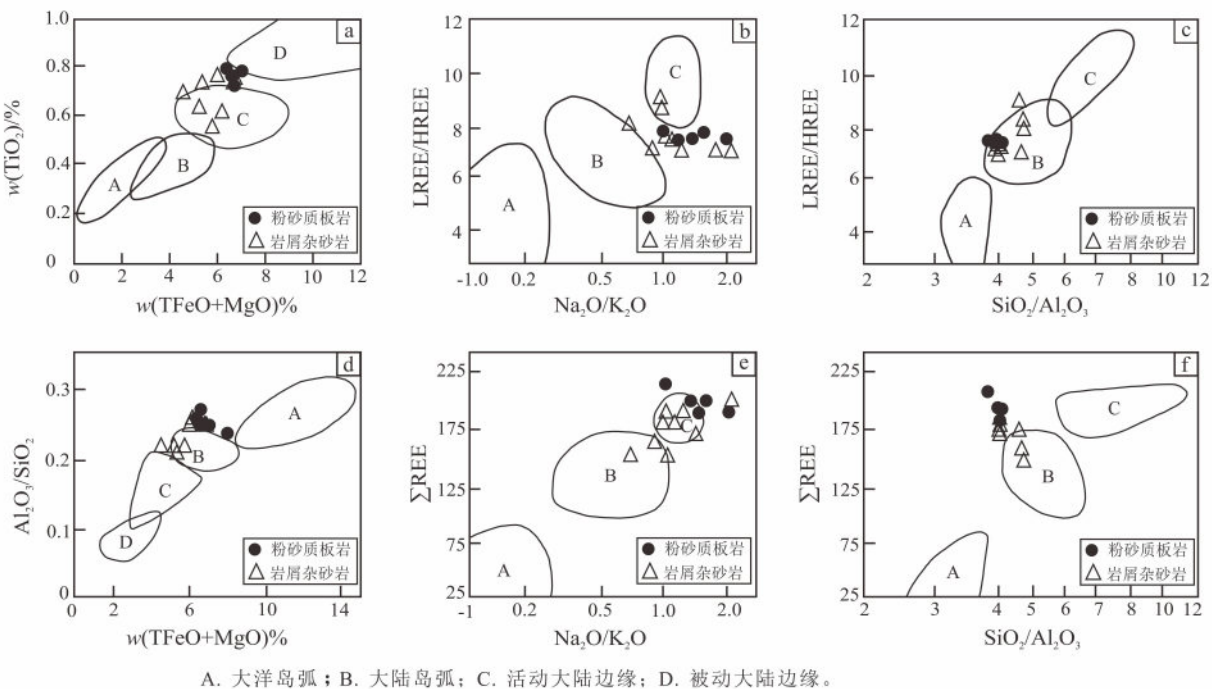 1.0
0.8
0.6
0.4
0.2
0
w(TiO2)/%
a
D
C
B
A
粉砂质板岩
岩屑杂砂岩
0 2 4 6 8 10 12
w(TFeO+MgO)%
12
10
8
6
4
LREE/HREE
b
C
B
A
粉砂质板岩
岩屑杂砂岩
-1.0 0.2 0.5 1.0 2.0
Na2O/K2O
12
10
8
6
4
LREE/HREE
c
C
B
A
粉砂质板岩
岩屑杂砂岩
2 3 4 5 6 7 8 10 12
SiO2/Al2O3
0.3
0.2
0.1
0
Al2O3/SiO2
d
A
B
C
D
粉砂质板岩
岩屑杂砂岩
2 6 10 14
w(TFeO+MgO)%
225
175
125
75
25
∑REE
e
C
B
A
粉砂质板岩
岩屑杂砂岩
-1 0.2 0.5 1.0 2.0
Na2O/K2O
225
175
125
75
25
∑REE
f
C
B
A
粉砂质板岩
岩屑杂砂岩
2 3 4 5 6 7 8 10 12
SiO2/Al2O3
A. 大洋岛弧；B. 大陆岛弧；C. 活动大陆边缘；D. 被动大陆边缘。